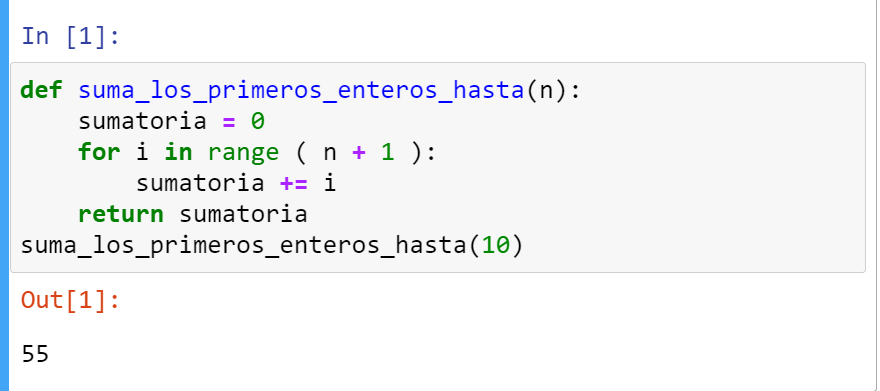 In [1]:
def suma_los_primeros_enteros_hasta(n):
    sumatoria = 0
    for i in range ( n + 1 ):
        sumatoria += i
    return sumatoria
suma_los_primeros_enteros_hasta(10)
Out[1]:
55